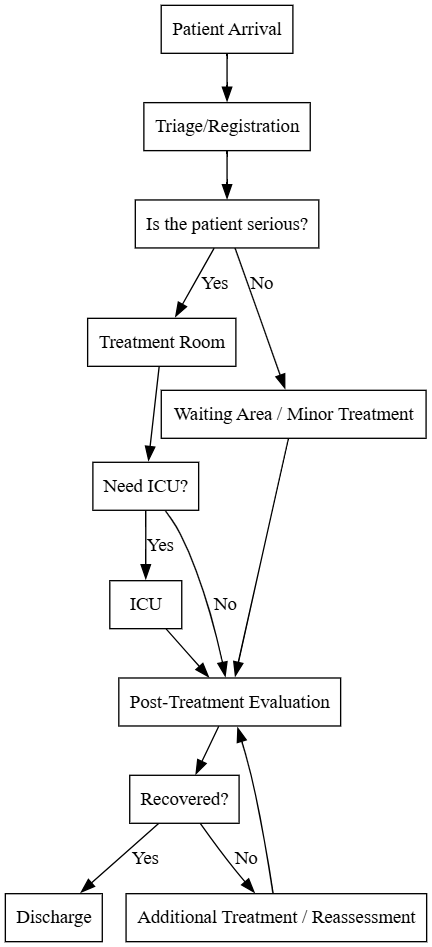 Patient Arrival
Triage/Registration
Is the patient serious?
Yes
No
Treatment Room
Waiting Area / Minor Treatment
Need ICU?
Yes
ICU
No
Post-Treatment Evaluation
Recovered?
Yes
No
Discharge
Additional Treatment / Reassessment